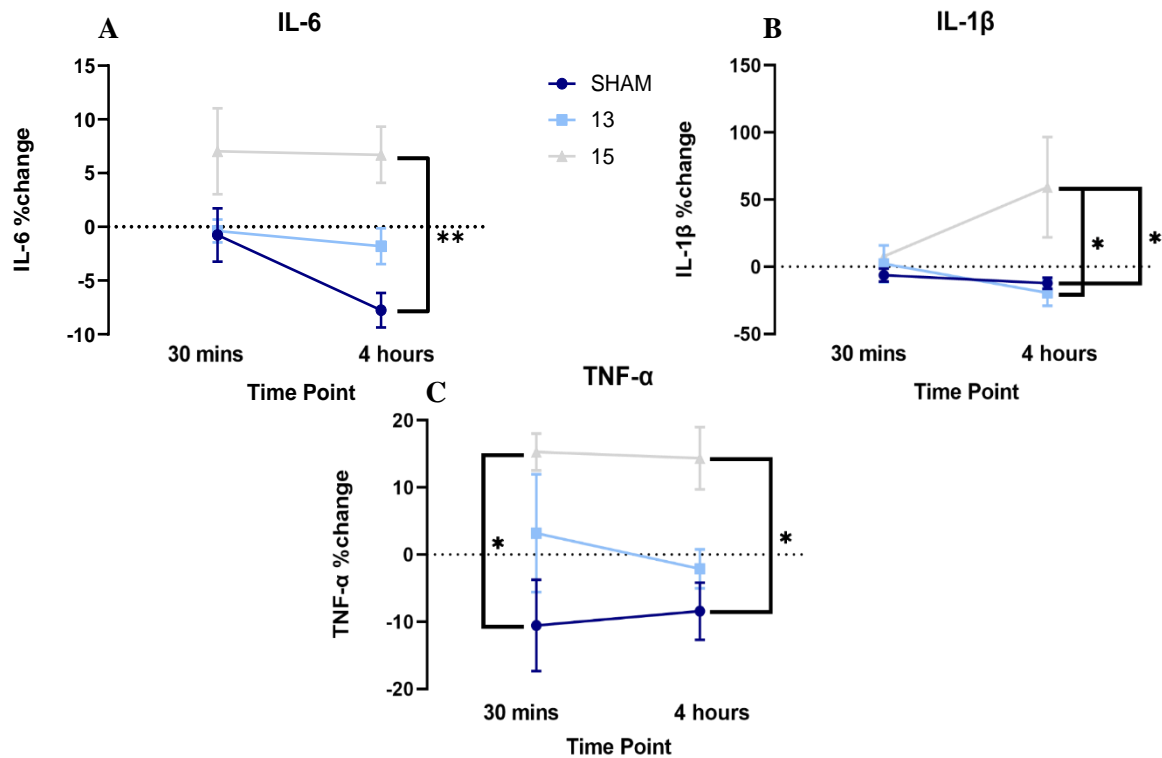 A
IL-6
IL-6 %change
15
10
5
0
-5
-10
**
30 mins
4 hours
Time Point
SHAM
13
15
B
IL-1β
IL-1β %change
150
100
50
0
-50
*
*
30 mins
4 hours
Time Point
C
TNF-α
TNF-α %change
20
10
0
-10
-20
*
*
30 mins
4 hours
Time Point